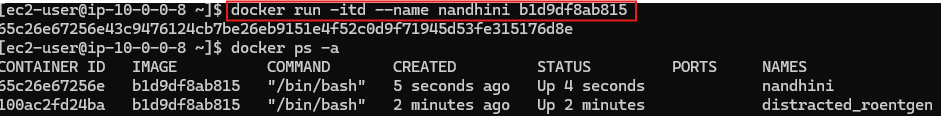 [ec2-user@ip-10-0-0-8 ~]$ docker run -itd --name nandhini b1d9df8ab815
65c26e67256e43c9476124cb7be26eb9151e4f52c0d9f71945d53fe315176d8e
[ec2-user@ip-10-0-0-8 ~]$ docker ps -a
CONTAINER ID IMAGE COMMAND CREATED STATUS PORTS NAMES
65c26e67256e b1d9df8ab815 "/bin/bash" 5 seconds ago Up 4 seconds nandhini
100ac2fd24ba b1d9df8ab815 "/bin/bash" 2 minutes ago Up 2 minutes distracted_roentgen